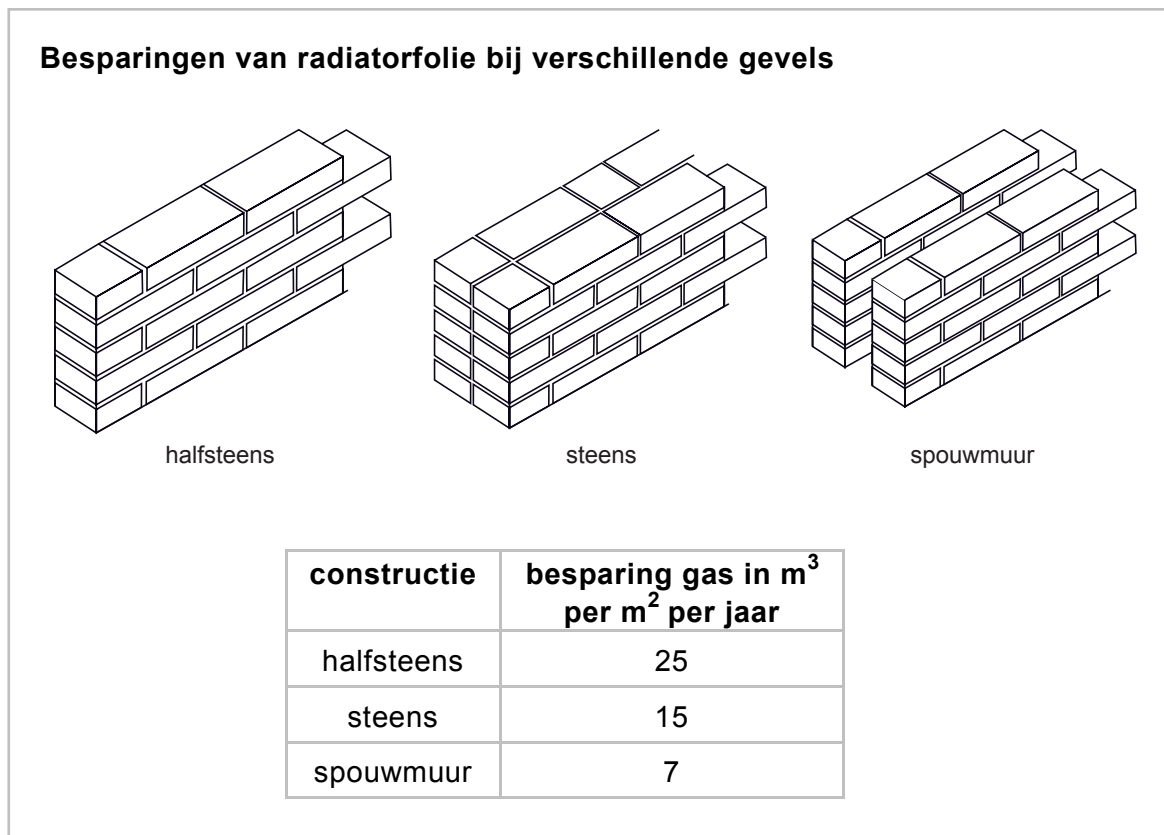 Besparingen van radiatorfolie bij verschillende gevels
halfsteens steens spouwmuur
constructie besparing gas in m³
per m² per jaar
halfsteens 25
steens 15
spouwmuur 7